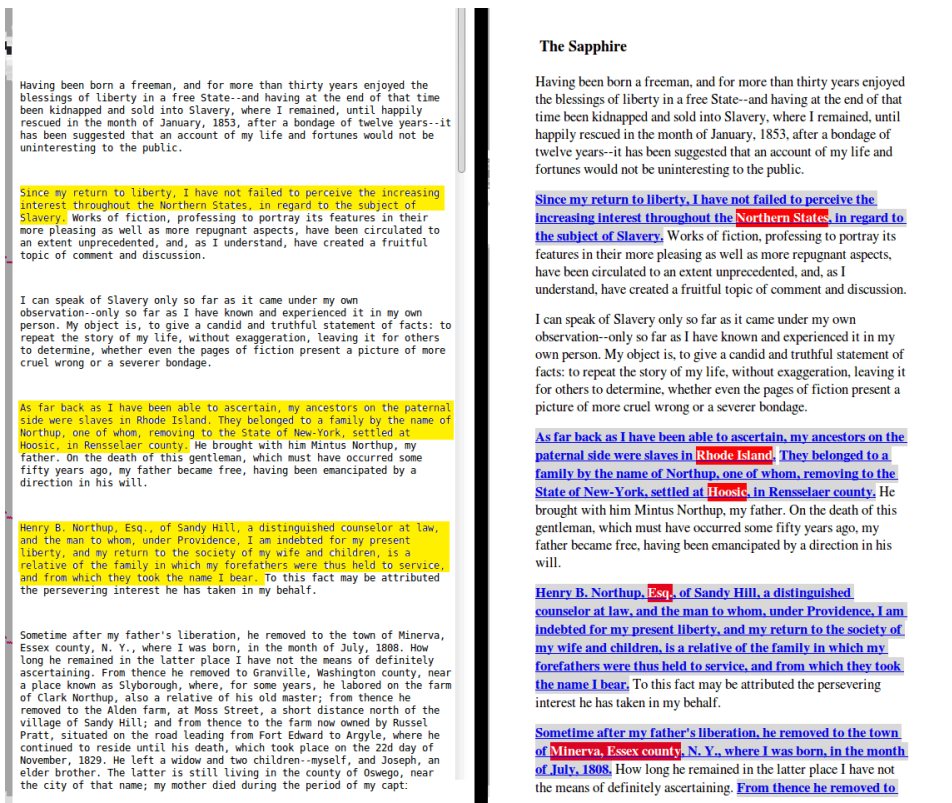 Having been born a freeman, and for more than thirty years enjoyed the
blessings of liberty in a free State--and having at the end of that time
been kidnapped and sold into Slavery, where I remained, until happily
rescued in the month of January, 1853, after a bondage of twelve years--it
has been suggested that an account of my life and fortunes would not be
uninteresting to the public.
Since my return to liberty, I have not failed to perceive the increasing
interest throughout the Northern States, in regard to the subject of
Slavery. Works of fiction, professing to portray its features in their
more pleasing as well as more repugnant aspects, have been circulated to
an extent unprecedented, and, as I understand, have created a fruitful
topic of comment and discussion.
I can speak of Slavery only so far as it came under my own
observation--only so far as I have known and experienced it in my own
person. My object is, to give a candid and truthful statement of facts: to
repeat the story of my life, without exaggeration, leaving it for others
to determine, whether even the pages of fiction present a picture of more
cruel wrong or a severer bondage.
As far back as I have been able to ascertain, my ancestors on the paternal
side were slaves in Rhode Island. They belonged to a family by the name of
Northup, one of whom, removing to the State of New-York, settled at
Hoosic, in Rensselaer county. He brought with him Mintus Northup, my
father. On the death of this gentleman, which must have occurred some
fifty years ago, my father became free, having been emancipated by a
direction in his will.
Henry B. Northup, Esq., of Sandy Hill, a distinguished counselor at law,
and the man to whom, under Providence, I am indebted for my present
liberty, and my return to the society of my wife and children, is a
relative of the family in which my forefathers were thus held to service,
and from which they took the name I bear. To this fact may be attributed
the persevering interest he has taken in my behalf.
Sometime after my father's liberation, he removed to the town of Minerva,
Essex county, N. Y., where I was born, in the month of July, 1808. How
long he remained in the latter place I have not the means of definitely
ascertaining. From thence he removed to Granville, Washington county, near
a place known as Slyborough, where, for some years, he labored on the farm
of Clark Northup, also a relative of his old master; from thence he
removed to the Alden farm, at Moss Street, a short distance north of the
village of Sandy Hill; and from thence to the farm now owned by Russel
Pratt, situated on the road leading from Fort Edward to Argyle, where he
continued to reside until his death, which took place on the 22d day of
November, 1829. He left a widow and two children--myself, and Joseph, an
elder brother. The latter is still living in the county of Oswego, near
the city of that name; my mother died during the period of my capt
The Sapphire
Having been born a freeman, and for more than thirty years enjoyed
the blessings of liberty in a free State--and having at the end of that
time been kidnapped and sold into Slavery, where I remained, until
happily rescued in the month of January, 1853, after a bondage of
twelve years--it has been suggested that an account of my life and
fortunes would not be uninteresting to the public.
Since my return to liberty, I have not failed to perceive the
increasing interest throughout the Northern States, in regard to
the subject of Slavery. Works of fiction, professing to portray its
features in their more pleasing as well as more repugnant aspects,
have been circulated to an extent unprecedented, and, as I
understand, have created a fruitful topic of comment and discussion.
I can speak of Slavery only so far as it came under my own
observation--only so far as I have known and experienced it in my
own person. My object is, to give a candid and truthful statement of
facts: to repeat the story of my life, without exaggeration, leaving it
for others to determine, whether even the pages of fiction present a
picture of more cruel wrong or a severer bondage.
As far back as I have been able to ascertain, my ancestors on the
paternal side were slaves in Rhode Island. They belonged to a
family by the name of Northup, one of whom, removing to the
State of New-York, settled at Hoosic, in Rensselaer county. He
brought with him Mintus Northup, my father. On the death of this
gentleman, which must have occurred some fifty years ago, my
father became free, having been emancipated by a direction in his
will.
Henry B. Northup, Esq., of Sandy Hill, a distinguished
counselor at law, and the man to whom, under Providence, I am
indebted for my present liberty, and my return to the society of
my wife and children, is a relative of the family in which my
forefathers were thus held to service, and from which they took
the name I bear. To this fact may be attributed the persevering
interest he has taken in my behalf.
Sometime after my father's liberation, he removed to the town
of Minerva, Essex county, N. Y., where I was born, in the month
of July, 1808. How long he remained in the latter place I have not
the means of definitely ascertaining. From thence he removed to